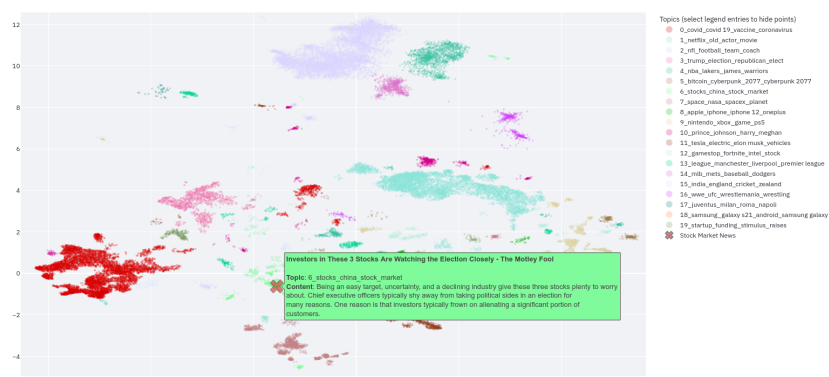 Topics (select legend entries to hide points)
12
10
8
6
4
2
0
−2
−4
0_covid_covid 19_vaccine_coronavirus
1_netflix_old_actor_movie
2_nfl_football_team_coach
3_trump_election_republican_elect
4_nba_lakers_james_warriors
5_bitcoin_cyberpunk_2077_cyberpunk 2077
6_stocks_china_stock_market
7_space_nasa_spacex_planet
8_apple_iphone_iphone 12_oneplus
9_nintendo_xbox_game_ps5
10_prince_johnson_harry_meghan
11_tesla_electric_elon musk_vehicles
12_gamestop_fortnite_intel_stock
13_league_manchester_liverpool_premier league
14_mlb_mets_baseball_dodgers
15_india_england_cricket_zealand
16_wwe_ufc_wrestlemania_wrestling
17_juventus_milan_roma_napoli
18_samsung_galaxy s21_android_samsung galaxy
19_startup_funding_stimulus_raises
Stock Market News
Investors in These 3 Stocks Are Watching the Election Closely - The Motley Fool
Topic: 6_stocks_china_stock_market
Content: Being an easy target, uncertainty, and a declining industry give these three stocks plenty to worry
about. Chief executive officers typically shy away from taking political sides in an election for
many reasons. One reason is that investors typically frown on alienating a significant portion of
customers.